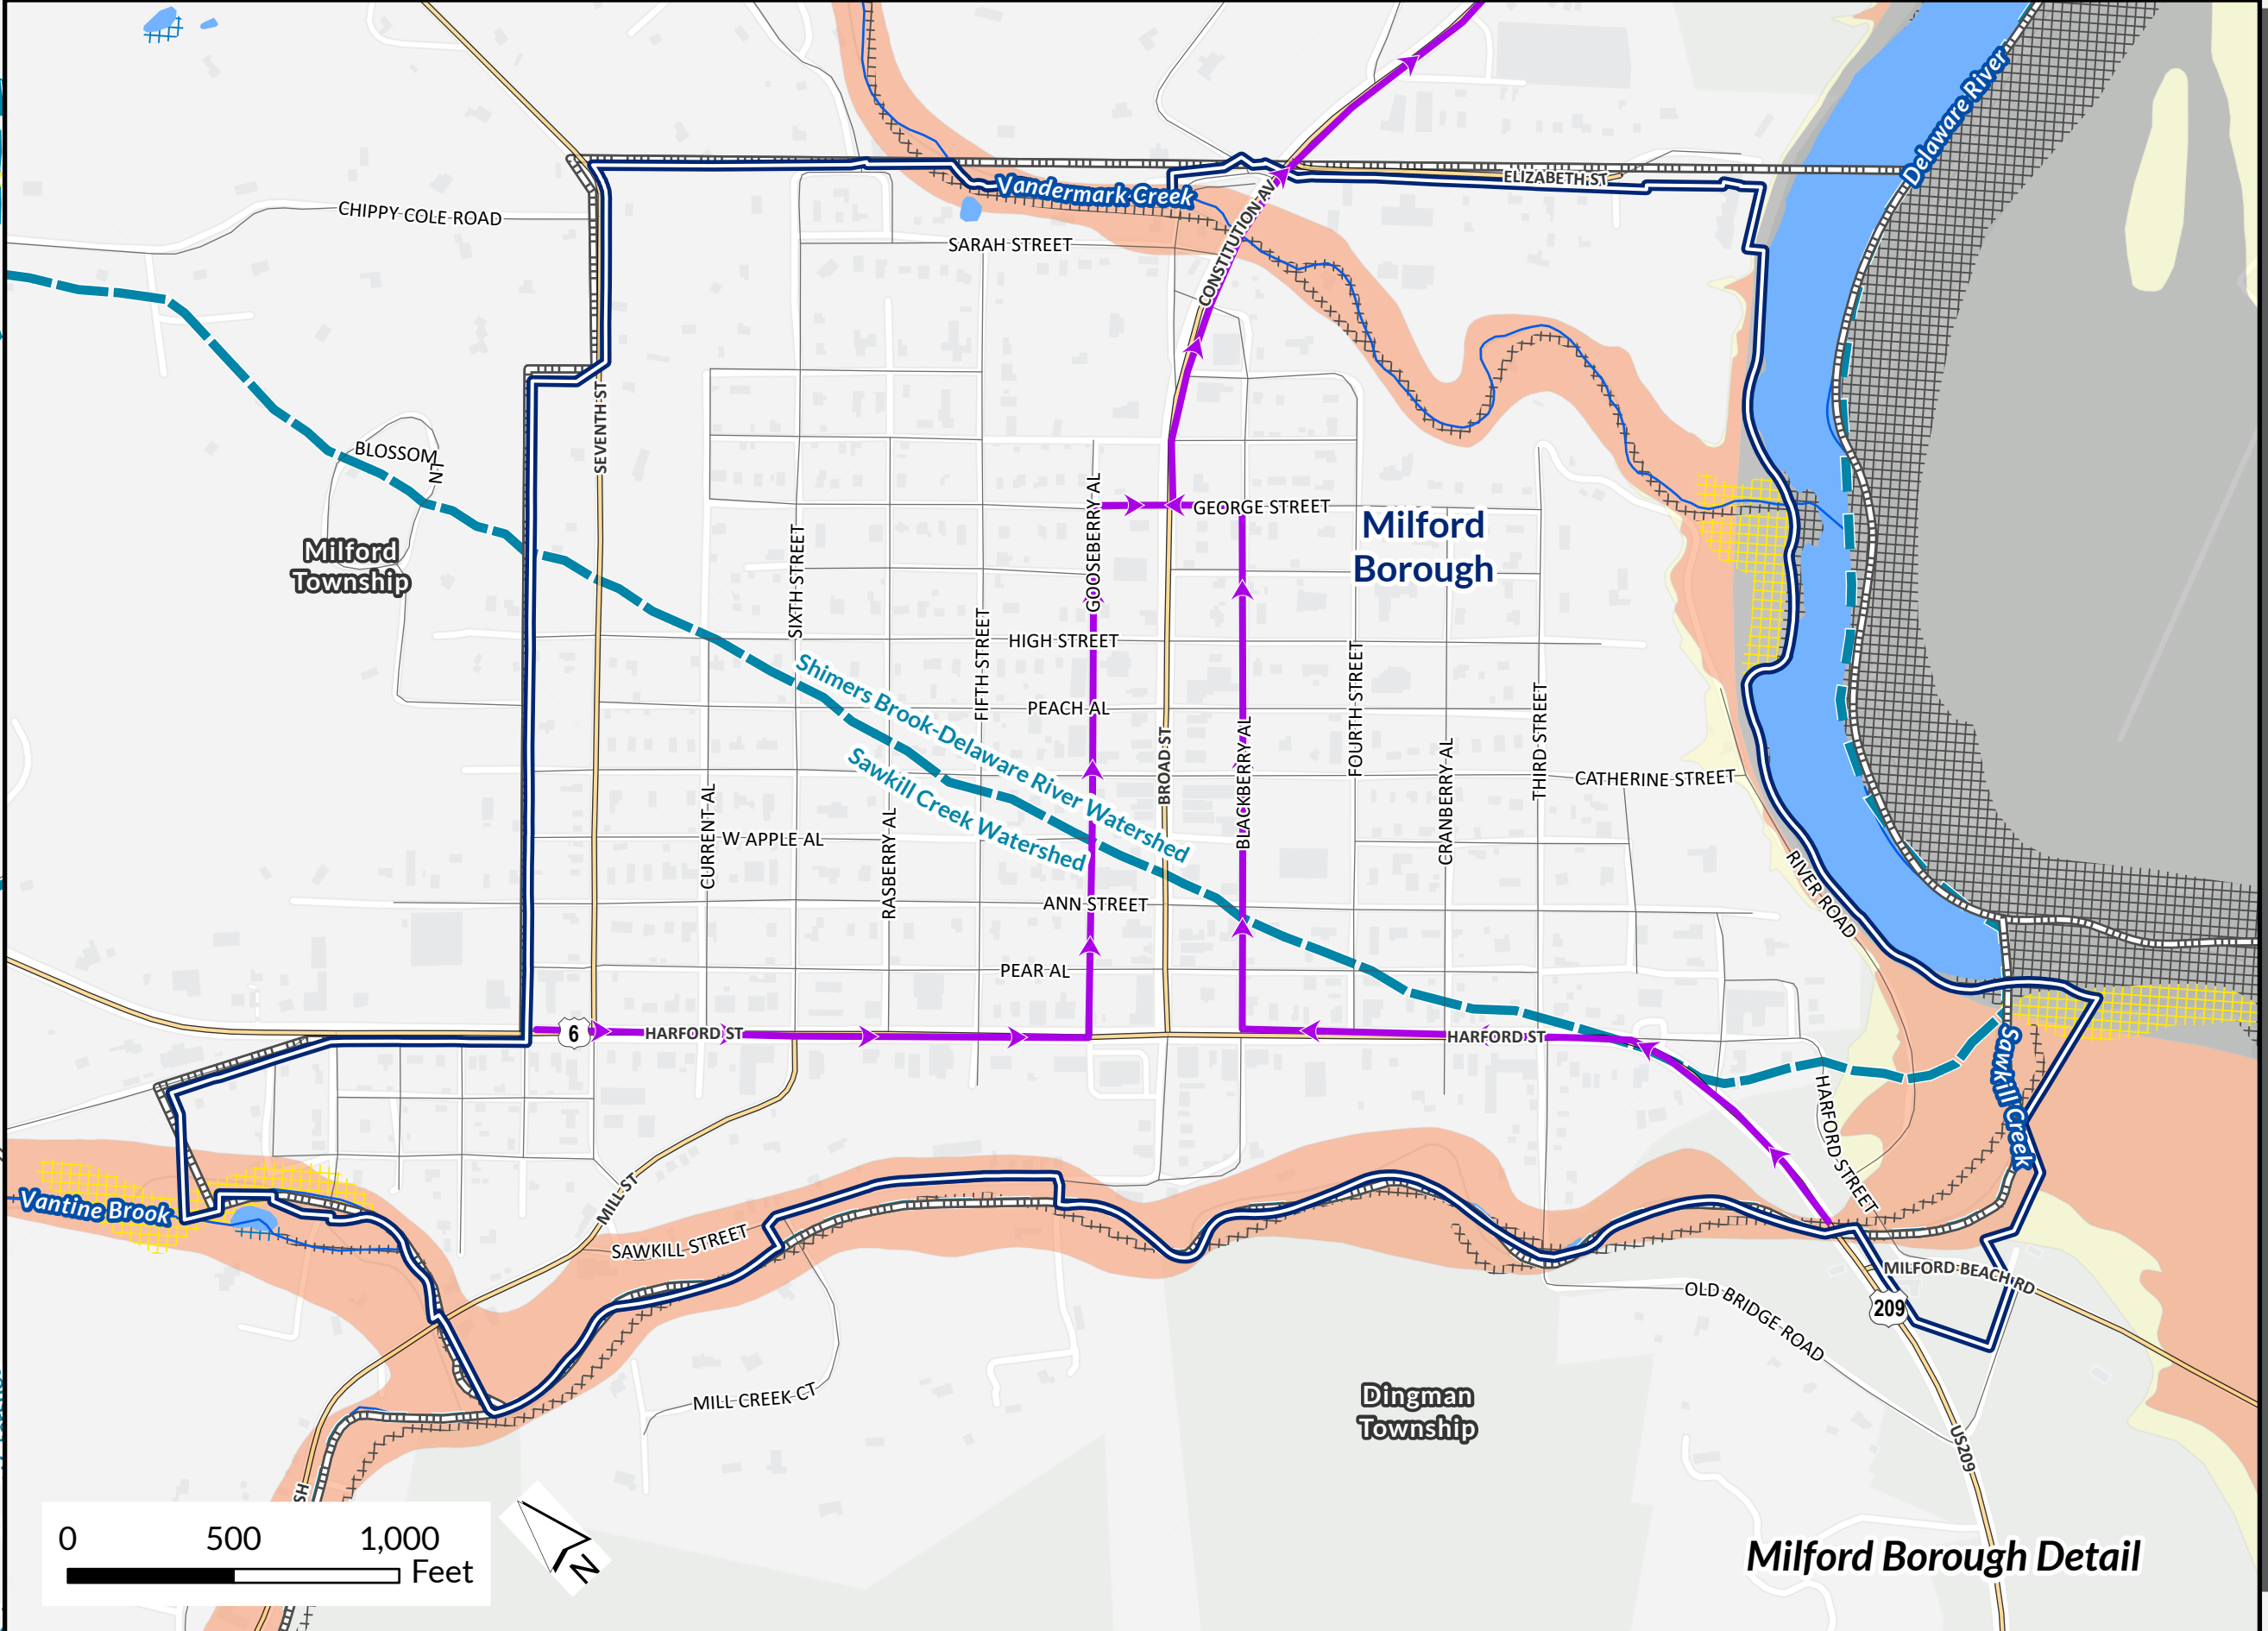 Delaware River
Vandermark Creek
ELIZABETH ST
CHIPPY COLE ROAD
SARAH STREET
CONSTITUTION AV
SEVENTH ST
BLOSSOM
LN
GOOSEBERRY AL
GEORGE STREET
Milford
Borough
Milford
Township
SIXTH STREET
HIGH STREET
FIFTH STREET
FOURTH STREET
Shimers Brook-Delaware River Watershed
Sawkill Creek Watershed
PEACH AL
BROAD ST
BLACKBERRY AL
CRANBERRY AL
THIRD STREET
CATHERINE STREET
CURRENT AL
W APPLE AL
RASBERRY AL
RIVER ROAD
ANN STREET
PEAR AL
6
HARFORD ST
HARFORD ST
Sawkill Creek
HARFORD STREET
Vantine Brook
MILL ST
SAWKILL STREET
MILFORD BEACH RD
OLD BRIDGE ROAD
209
MILL CREEK CT
Dingman
Township
US209
SH
0 500 1,000
Feet
N
Milford Borough Detail